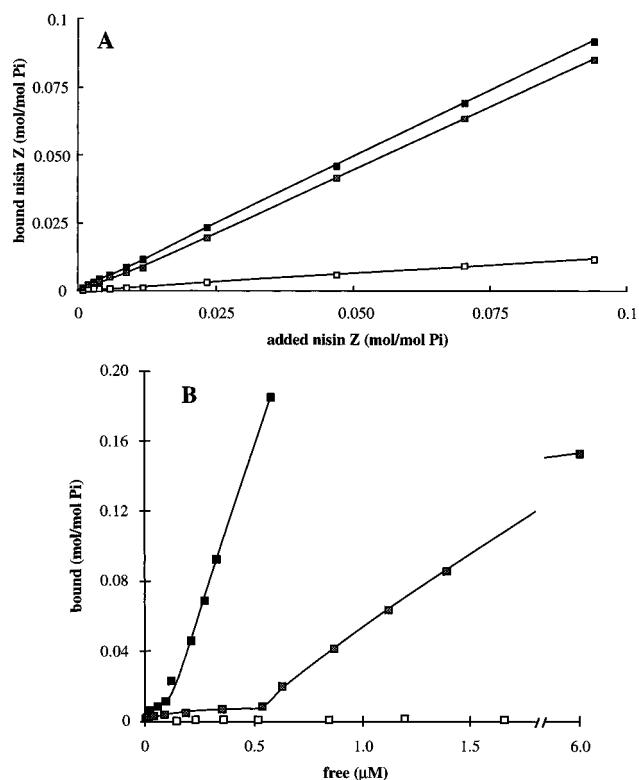 A
0.1
0.075
0.050
0.025
0
bound nisin Z (mol/mol Pi)
0 0.025 0.050 0.075 0.1
added nisin Z (mol/mol Pi)
B
0.20
0.16
0.12
0.08
0.04
0
bound (mol/mol Pi)
0 0.5 1.0 1.5 6.0
free (μM)